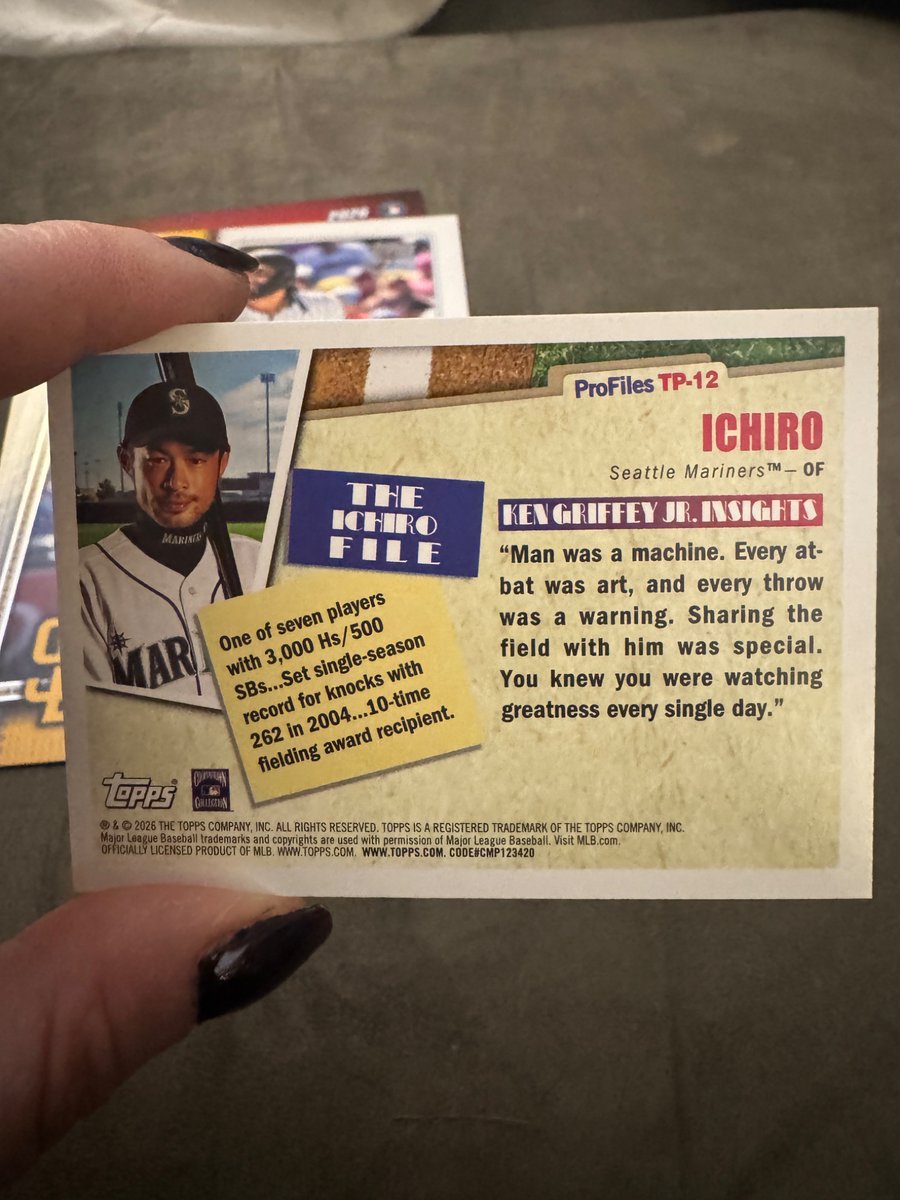 2026
ProFiles TP-12
ICHIRO
Seattle Mariners™ – OF
S
MARINERS
MAR
THE
ICHIRO
FILE
KEN GRIFFEY JR. INSIGHTS
“Man was a machine. Every at-
bat was art, and every throw
was a warning. Sharing the
field with him was special.
You knew you were watching
greatness every single day.”
One of seven players
with 3,000 Hs/500
SBs...Set single-season
record for knocks with
262 in 2004...10-time
fielding award recipient.
Topps®
COOPERSTOWN
COLLECTION
® & © 2026 THE TOPPS COMPANY, INC. ALL RIGHTS RESERVED. TOPPS IS A REGISTERED TRADEMARK OF THE TOPPS COMPANY, INC.
Major League Baseball trademarks and copyrights are used with permission of Major League Baseball. Visit MLB.com.
OFFICIALLY LICENSED PRODUCT OF MLB. WWW.TOPPS.COM. WWW.TOPPS.COM. CODE#CMP123420